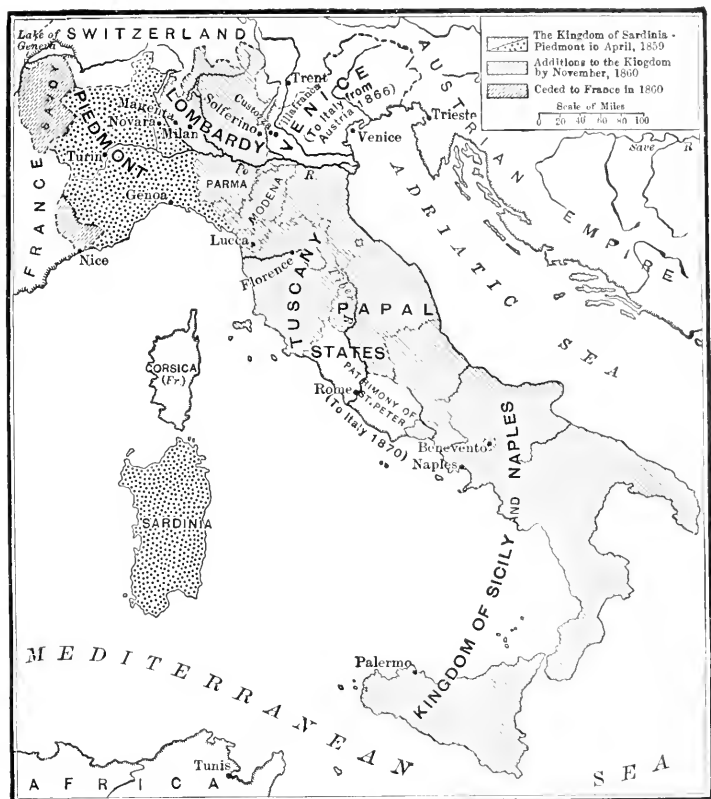 Lake of
Geneva
SWITZERLAND
The Kingdom of Sardinia -
Piedmont in April, 1859
Additions to the Kingdom
by November, 1860
Ceded to France in 1860
Scale of Miles
0 20 40 60 80 100
AUSTRIAN EMPIRE
Trent
Trieste
Save R.
SAVOY
PIEDMONT
Magenta
Novara
Milan
LOMBARDY
Solferino
Custozza
Villafranca
VENICE
(To Italy from
Austria 1866)
Venice
Turin
Po
R.
PARMA
MODENA
Genoa
FRANCE
Nice
Lucca
Florence
TUSCANY
Tiber R.
ADRIATIC SEA
PAPAL
STATES
CORSICA
(Fr.)
PATRIMONY OF
ST. PETER
Rome
(To Italy 1870)
Benevento
Naples
KINGDOM OF SICILY AND NAPLES
SARDINIA
Palermo
MEDITERRANEAN SEA
Tunis
AFRICA